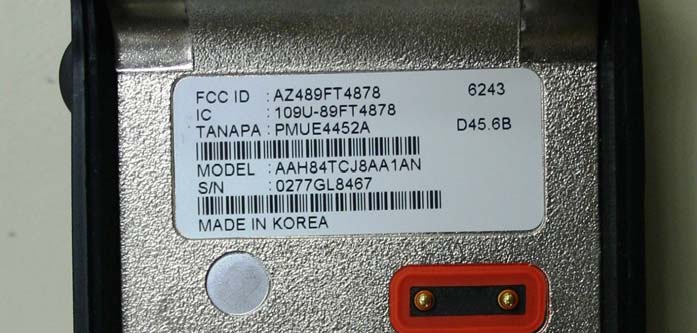 FCC ID : AZ489FT4878 6243
IC : 109U-89FT4878
TANAPA : PMUE4452A D45.6B
MODEL : AAH84TCJ8AA1AN
S/N : 0277GL8467
MADE IN KOREA